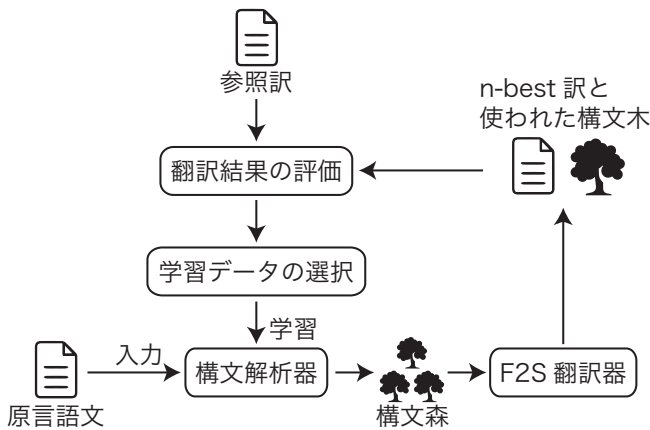 参照訳
n-best 訳と
使われた構文木
翻訳結果の評価
学習データの選択
学習
入力
構文解析器
F2S 翻訳器
原言語文
構文森